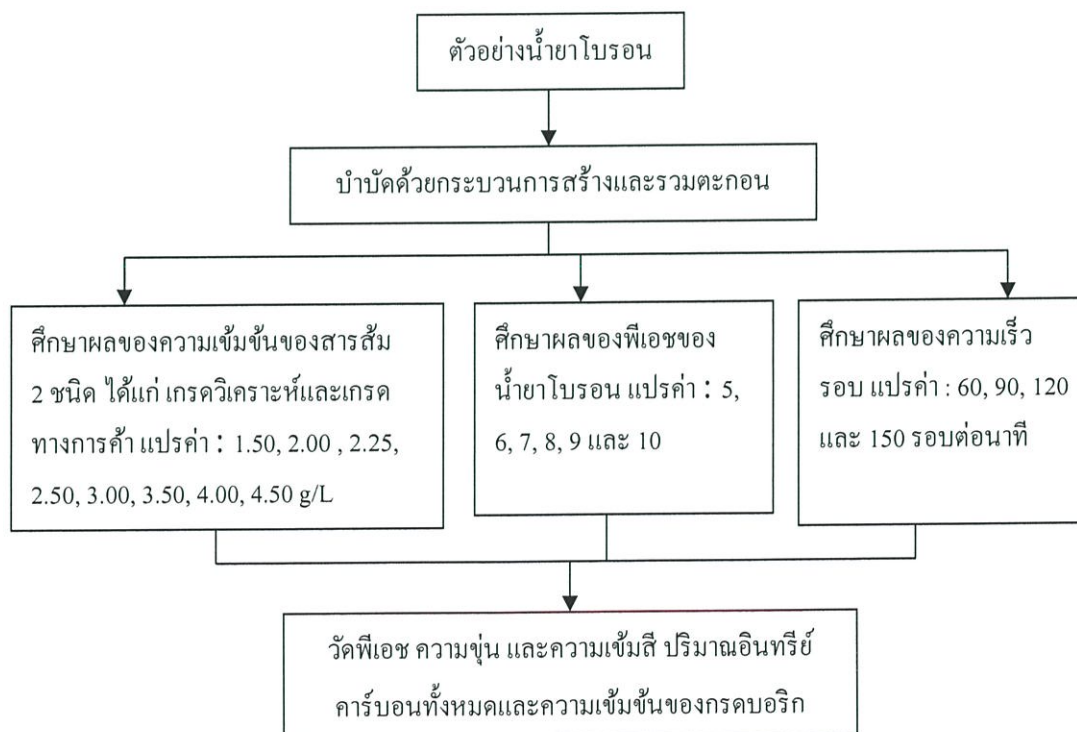 ตัวอย่างน้ำยาโบรอน
บำบัดด้วยกระบวนการสร้างและรวมตะกอน
ศึกษาผลของความเข้มข้นของสารส้ม
2 ชนิด ได้แก่ เกรดวิเคราะห์และเกรด
ทางการค้า แปรค่า : 1.50, 2.00 , 2.25,
2.50, 3.00, 3.50, 4.00, 4.50 g/L
ศึกษาผลของพีเอชของ
น้ำยาโบรอน แปรค่า : 5,
6, 7, 8, 9 และ 10
ศึกษาผลของความเร็ว
รอบ แปรค่า : 60, 90, 120
และ 150 รอบต่อนาที
วัดพีเอช ความขุ่น และความเข้มสี ปริมาณอินทรีย์
คาร์บอนทั้งหมดและความเข้มข้นของกรดบอริก